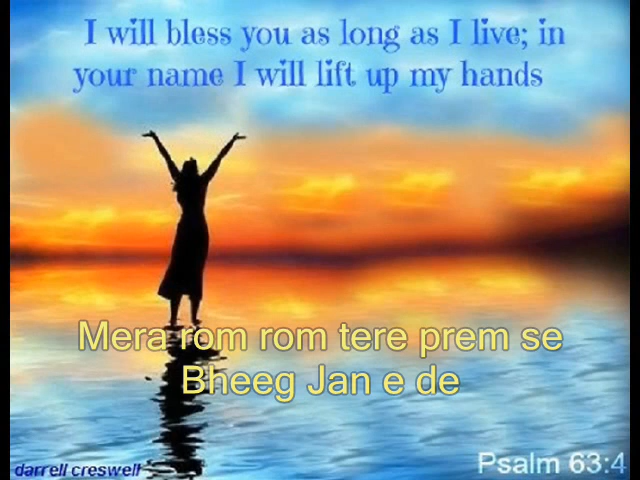 I will bless you as long as I live; in
your name I will lift up my hands
Mera rom rom tere prem se
Bheeg Jan e de
Psalm 63:4
darrell creswell